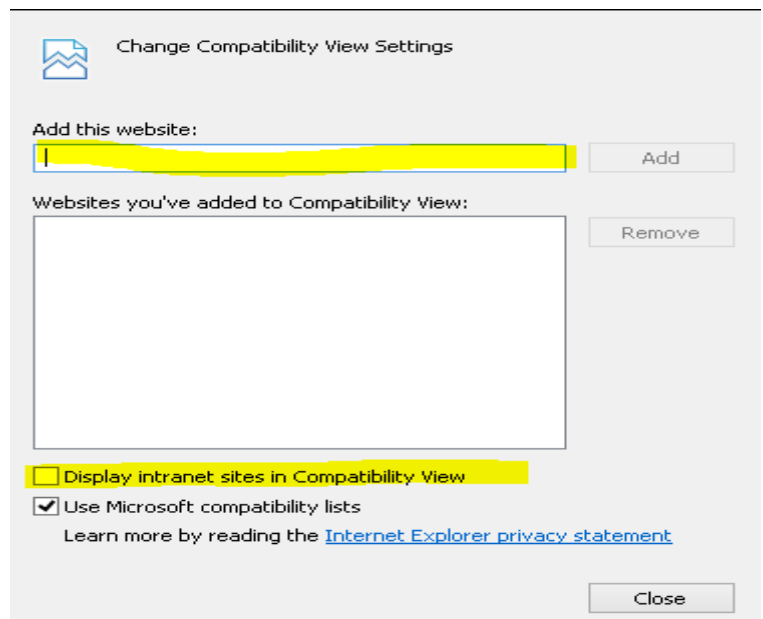 Change Compatibility View Settings
Add this website:
Add
Websites you've added to Compatibility View:
Remove
Display intranet sites in Compatibility View
Use Microsoft compatibility lists
Learn more by reading the Internet Explorer privacy statement
Close